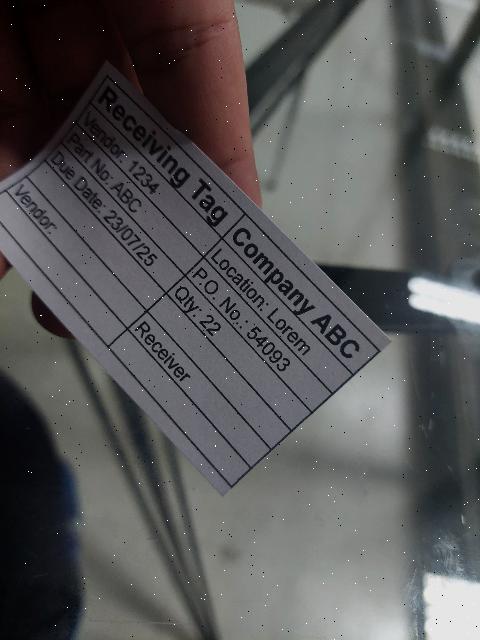 Receiving Tag Company ABC
Vendor: 1234 Location: Lorem
Part No: ABC P.O. No.: 54093
Due Date: 23/07/25 Qty: 22
Vendor: Receiver